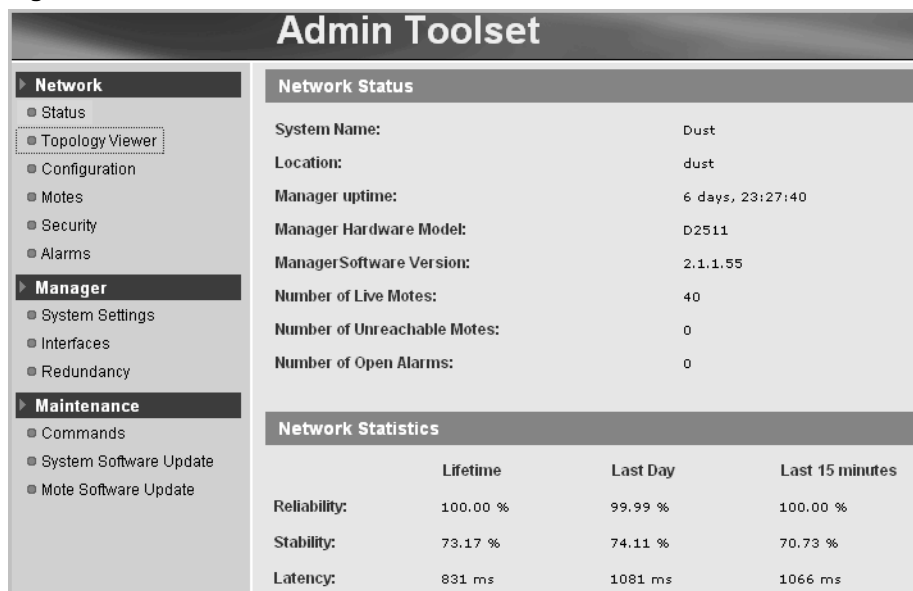 Admin Toolset
Network
Status
Topology Viewer
Configuration
Motes
Security
Alarms
Manager
System Settings
Interfaces
Redundancy
Maintenance
Commands
System Software Update
Mote Software Update
Network Status
System Name: Dust
Location: dust
Manager uptime: 6 days, 23:27:40
Manager Hardware Model: D2511
ManagerSoftware Version: 2.1.1.55
Number of Live Motes: 40
Number of Unreachable Motes: 0
Number of Open Alarms: 0
Network Statistics
Lifetime Last Day Last 15 minutes
Reliability: 100.00 % 99.99 % 100.00 %
Stability: 73.17 % 74.11 % 70.73 %
Latency: 831 ms 1081 ms 1066 ms